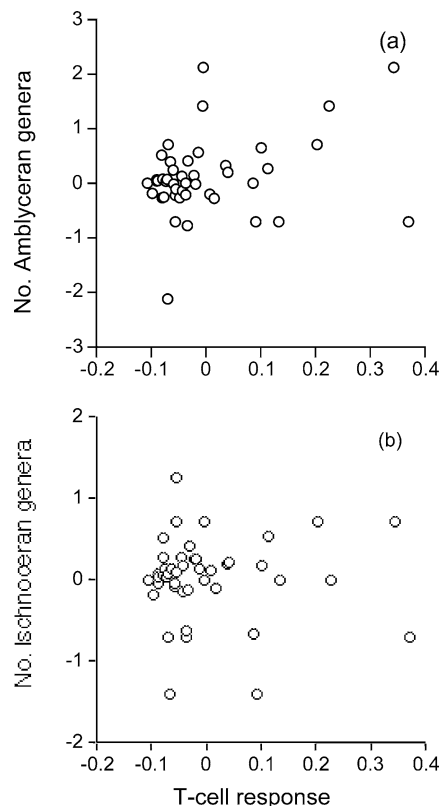 3
(a)
2
1
0
-1
-2
-3
No. Amblyceran genera
-0.2 -0.1 0 0.1 0.2 0.3 0.4
2
(b)
1
0
-1
-2
No. Ischnoceran genera
-0.2 -0.1 0 0.1 0.2 0.3 0.4
T-cell response